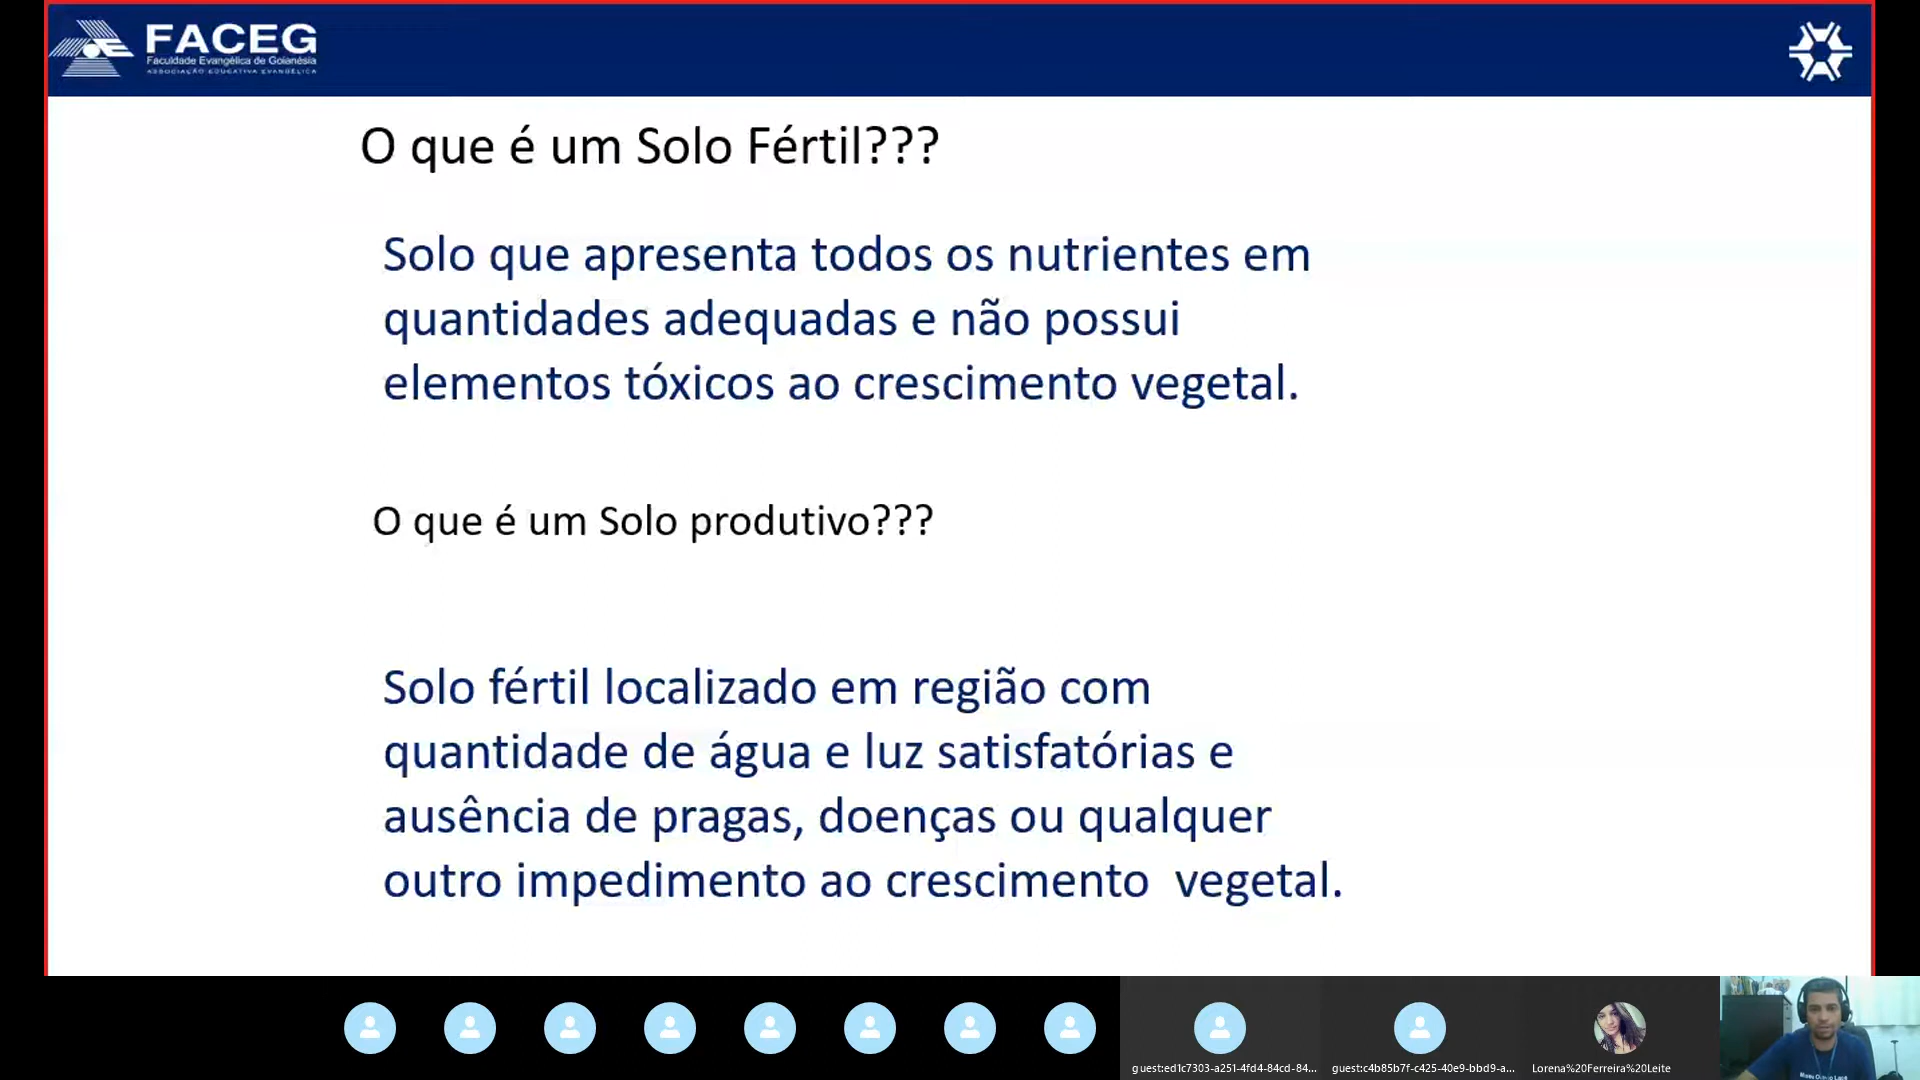 FACEG
Faculdade Evangélica de Goianésia
ASSOCIAÇÃO EDUCATIVA EVANGÉLICA
O que é um Solo Fértil???
Solo que apresenta todos os nutrientes em
quantidades adequadas e não possui
elementos tóxicos ao crescimento vegetal.
O que é um Solo produtivo???
Solo fértil localizado em região com
quantidade de água e luz satisfatórias e
ausência de pragas, doenças ou qualquer
outro impedimento ao crescimento  vegetal.
guest:ed1c7303-a251-4fd4-84cd-84...
guest:c4b85b7f-c425-40e9-bbd9-a...
Lorena%20Ferreira%20Leite